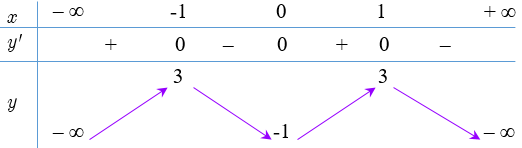 x − ∞ -1 0 1 + ∞
y' + 0 − 0 + 0 −
3 3
y
− ∞ -1 − ∞